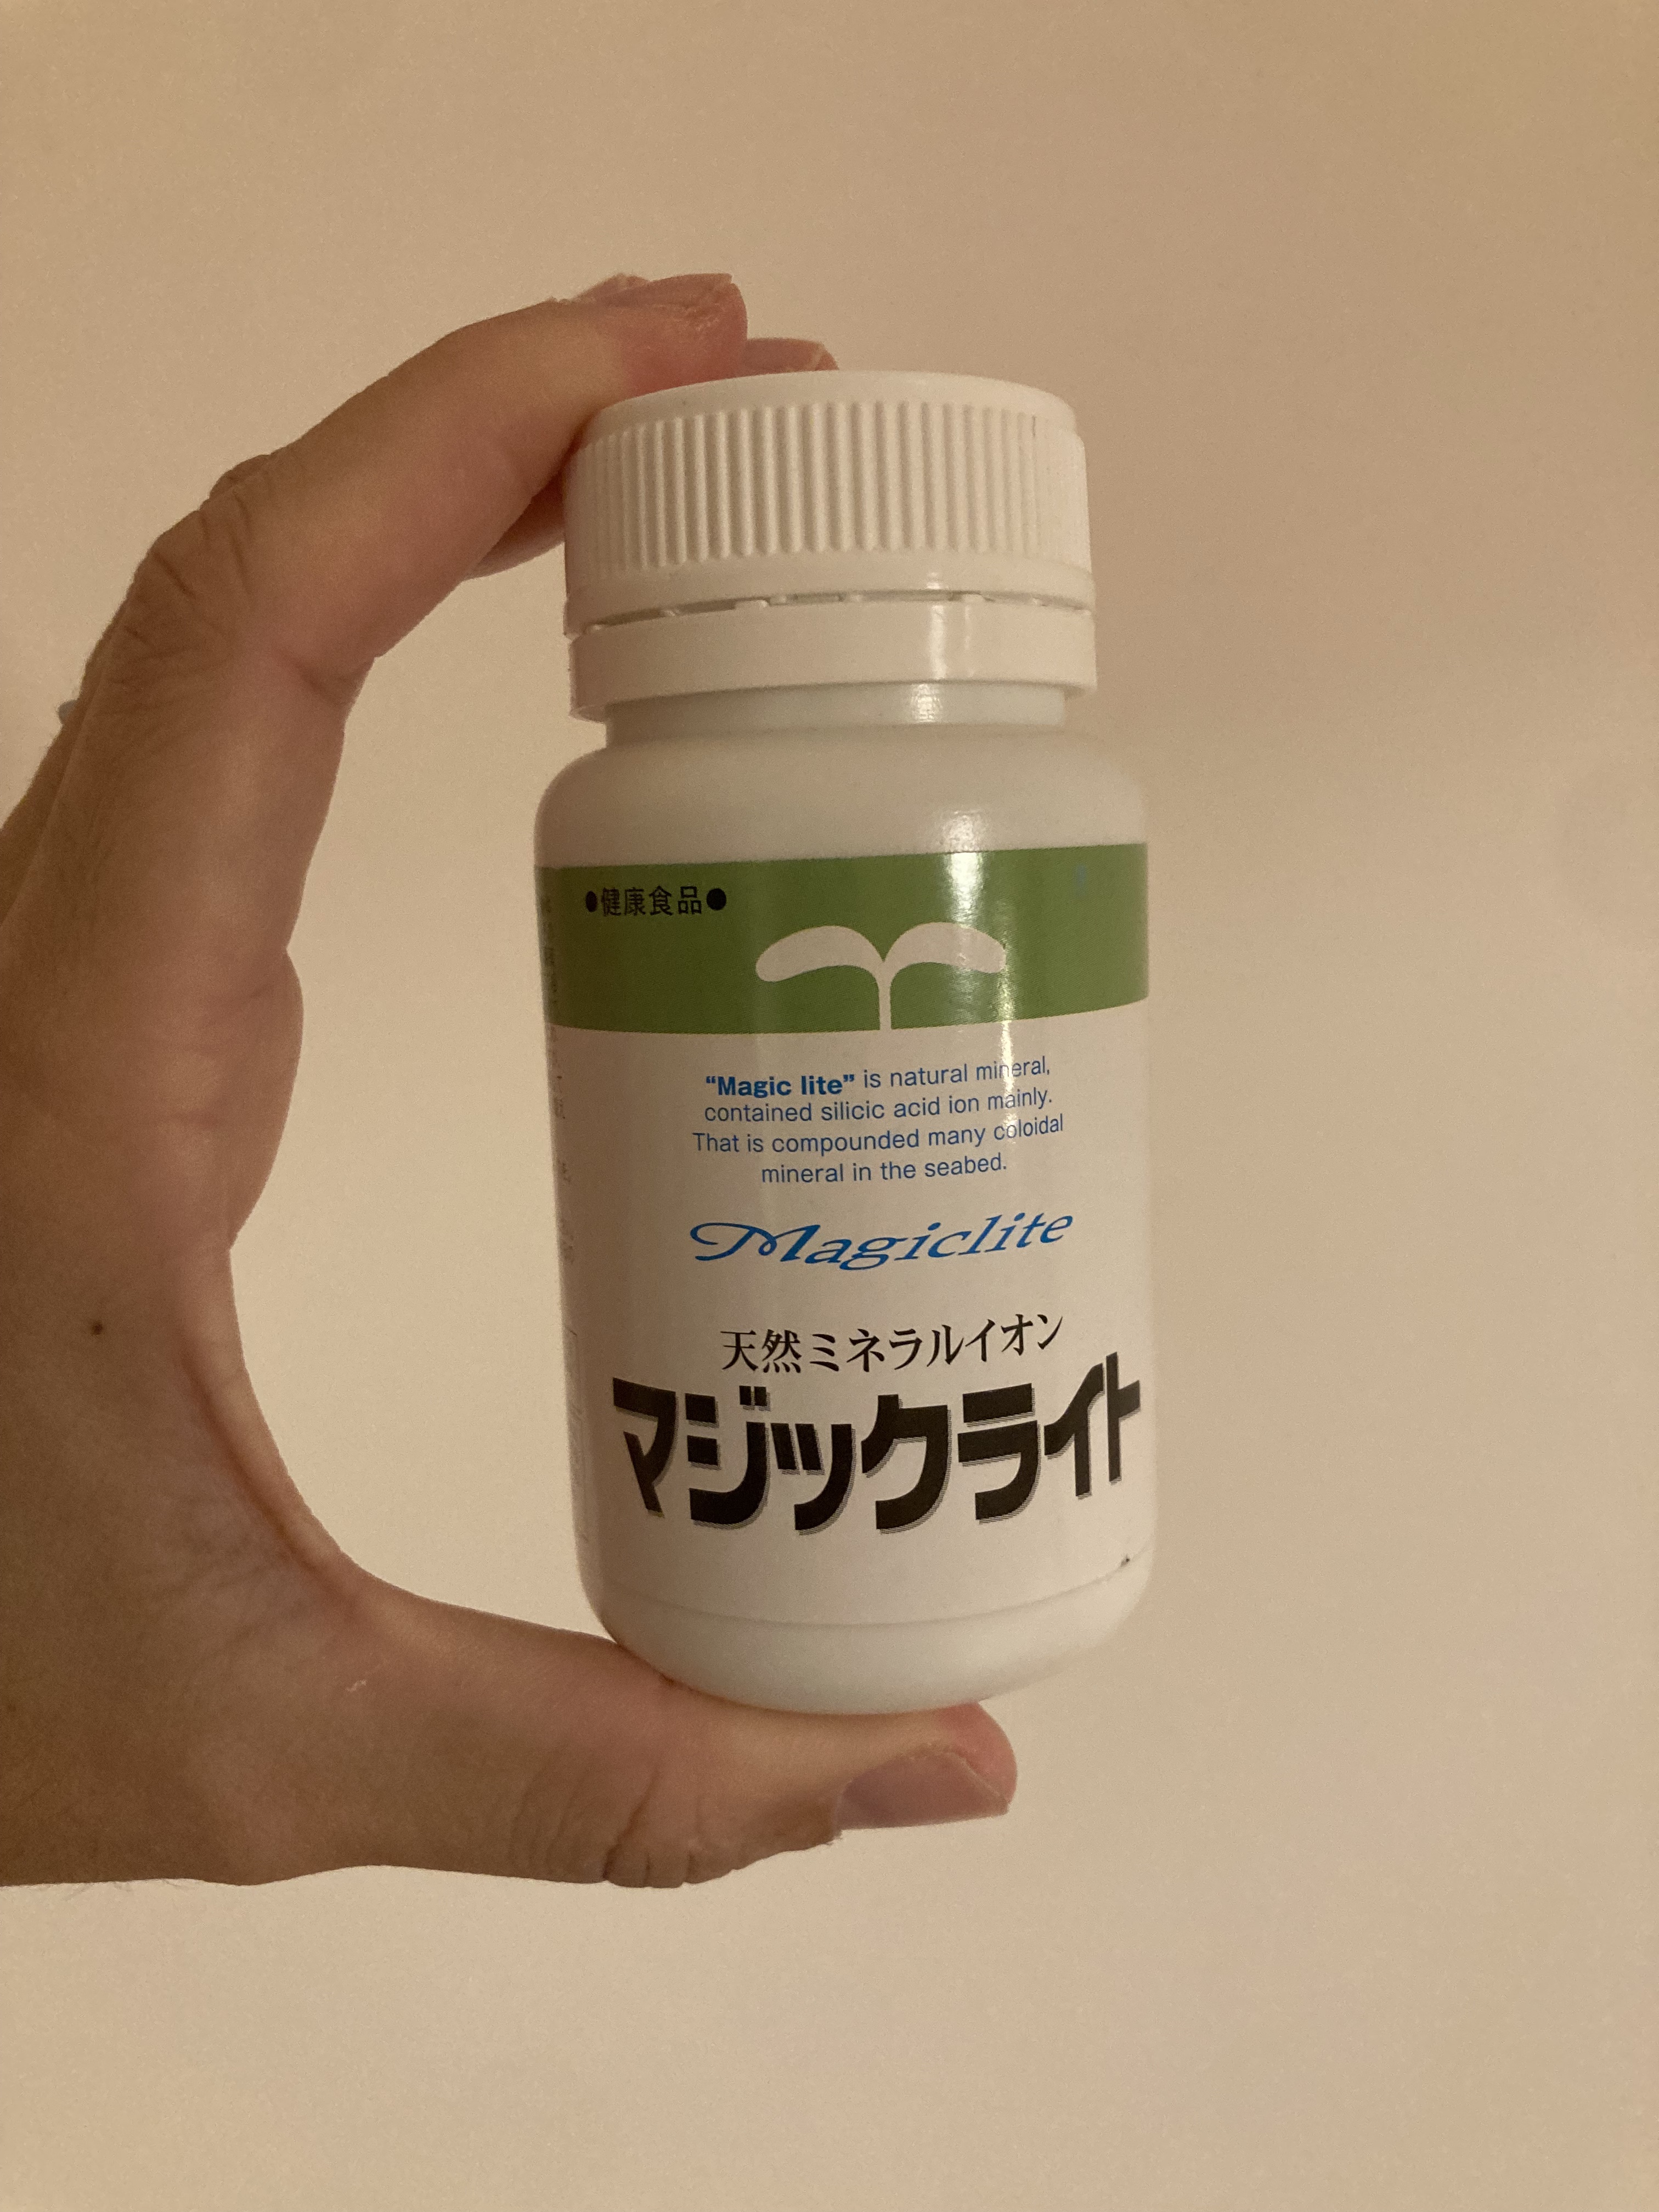 ●健康食品●
“Magic lite” is natural mineral,
contained silicic acid ion mainly.
That is compounded many coloidal
mineral in the seabed.
Magiclite
天然ミネラルイオン
マジックライト